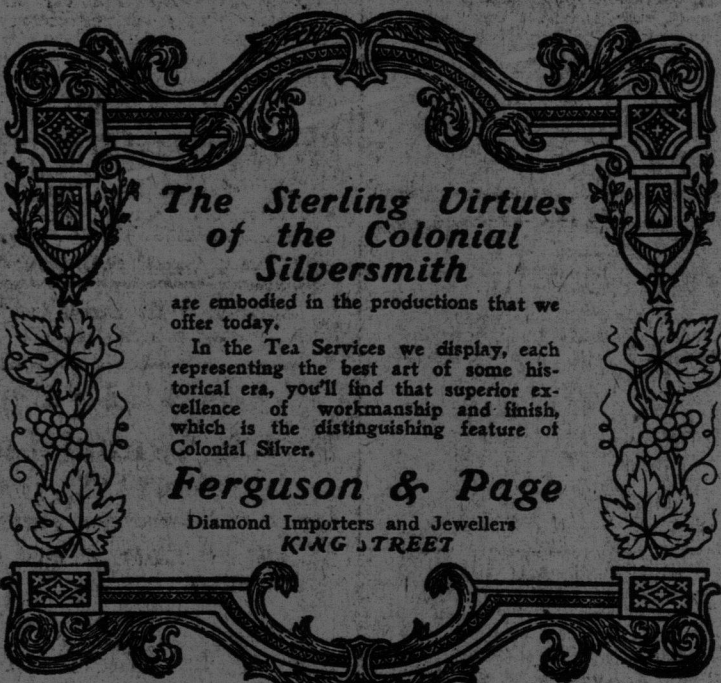 The Sterling Virtues
of the Colonial
Silversmith
are embodied in the productions that we
offer today.
In the Tea Services we display, each
representing the best art of some his-
torical era, you'll find that superior ex-
cellence of workmanship and finish,
which is the distinguishing feature of
Colonial Silver.
Ferguson & Page
Diamond Importers and Jewellers
KING STREET